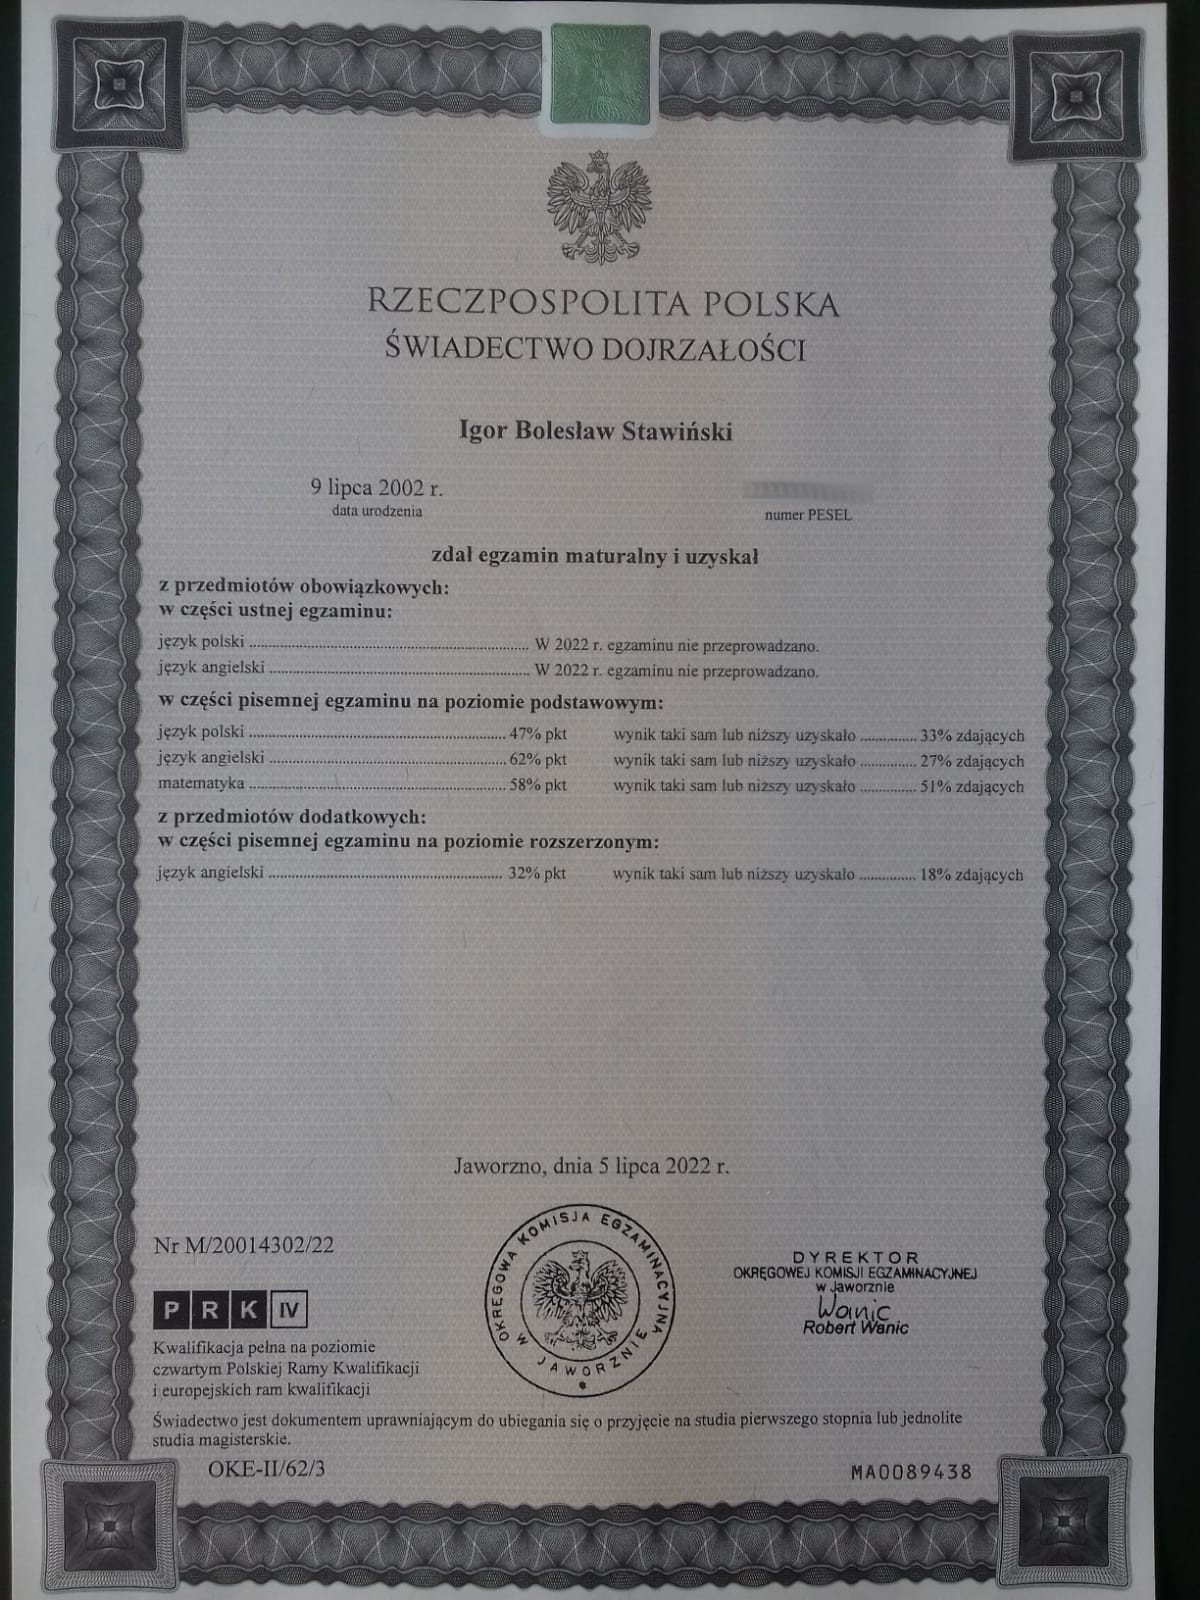 RZECZPOSPOLITA POLSKA
ŚWIADECTWO DOJRZAŁOŚCI
Igor Bolesław Stawiński
9 lipca 2002 r.
data urodzenia
numer PESEL
zdał egzamin maturalny i uzyskał
z przedmiotów obowiązkowych:
w części ustnej egzaminu:
język polski ........ W 2022 r. egzaminu nie przeprowadzano.
język angielski ........ W 2022 r. egzaminu nie przeprowadzano.
w części pisemnej egzaminu na poziomie podstawowym:
język polski ........ 47% pkt wynik taki sam lub niższy uzyskało ........ 33% zdających
język angielski ........ 62% pkt wynik taki sam lub niższy uzyskało ........ 27% zdających
matematyka ........ 58% pkt wynik taki sam lub niższy uzyskało ........ 51% zdających
z przedmiotów dodatkowych:
w części pisemnej egzaminu na poziomie rozszerzonym:
język angielski ........ 32% pkt wynik taki sam lub niższy uzyskało ........ 18% zdających
Jaworzno, dnia 5 lipca 2022 r.
Nr M/20014302/22
PRK IV
Kwalifikacja pełna na poziomie
czwartym Polskiej Ramy Kwalifikacji
i europejskich ram kwalifikacji
OKRĘGOWA KOMISJA EGZAMINACYJNA
W JAWORZNIE
DYREKTOR
OKRĘGOWEJ KOMISJI EGZAMINACYJNEJ
w Jaworznie
Wanic
Robert Wanic
Świadectwo jest dokumentem uprawniającym do ubiegania się o przyjęcie na studia pierwszego stopnia lub jednolite
studia magisterskie.
OKE-II/62/3
MA0089438